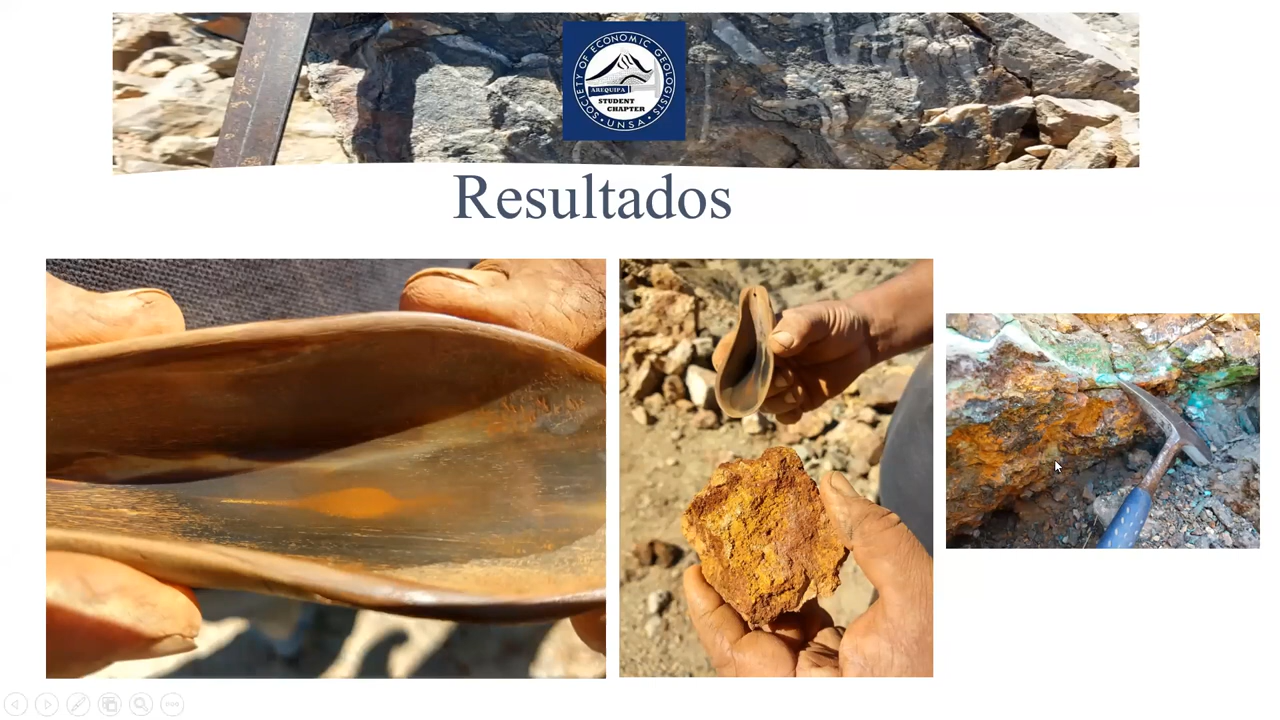 SOCIETY OF ECONOMIC GEOLOGISTS
AREQUIPA
STUDENT
CHAPTER
• UNSA •
Resultados